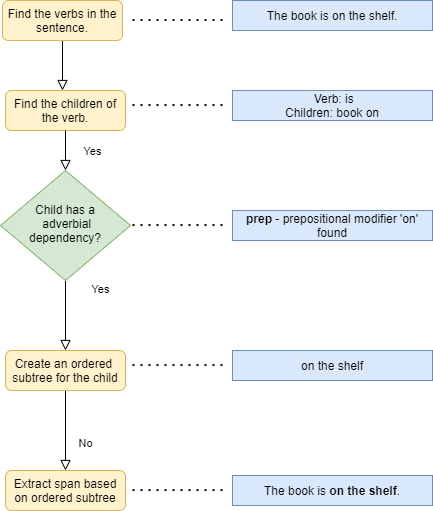 Find the verbs in the
sentence.
The book is on the shelf.
Find the children of
the verb.
Verb: is
Children: book on
Yes
Child has a
adverbial
dependency?
prep - prepositional modifier 'on'
found
Yes
Create an ordered
subtree for the child
on the shelf
No
Extract span based
on ordered subtree
The book is on the shelf.